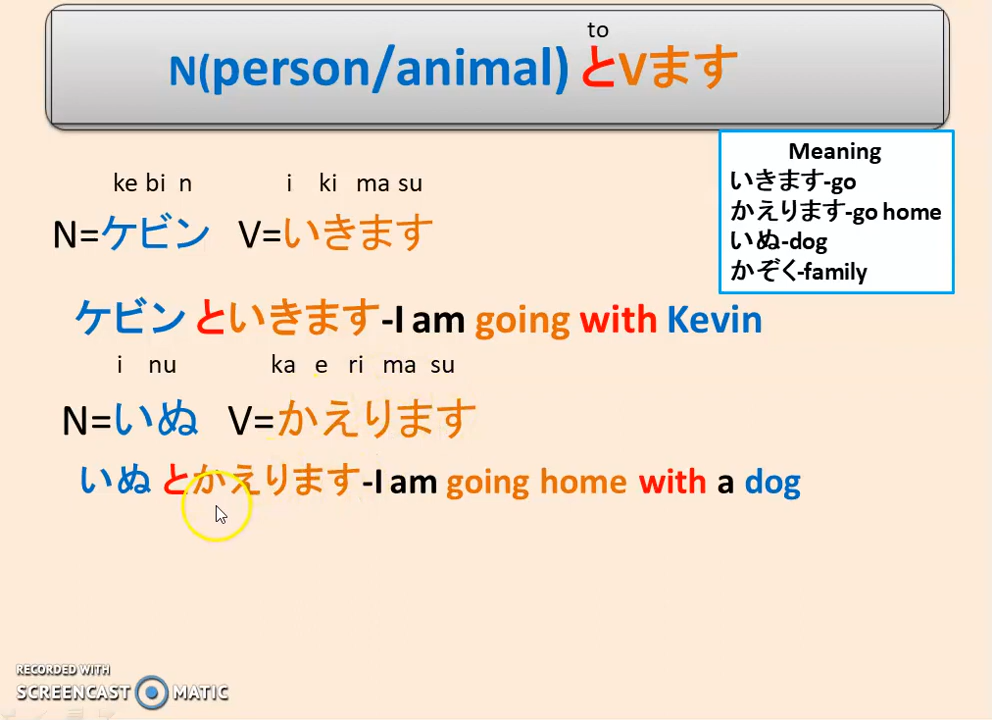 to
N(person/animal) とVます
Meaning
いきます-go
かえります-go home
いぬ-dog
かぞく-family
ke bi n i ki ma su
N=ケビン V=いきます
ケビン といきます-I am going with Kevin
i nu ka e ri ma su
N=いぬ V=かえります
いぬ とかえります-I am going home with a dog
RECORDED WITH
SCREENCAST MATIC